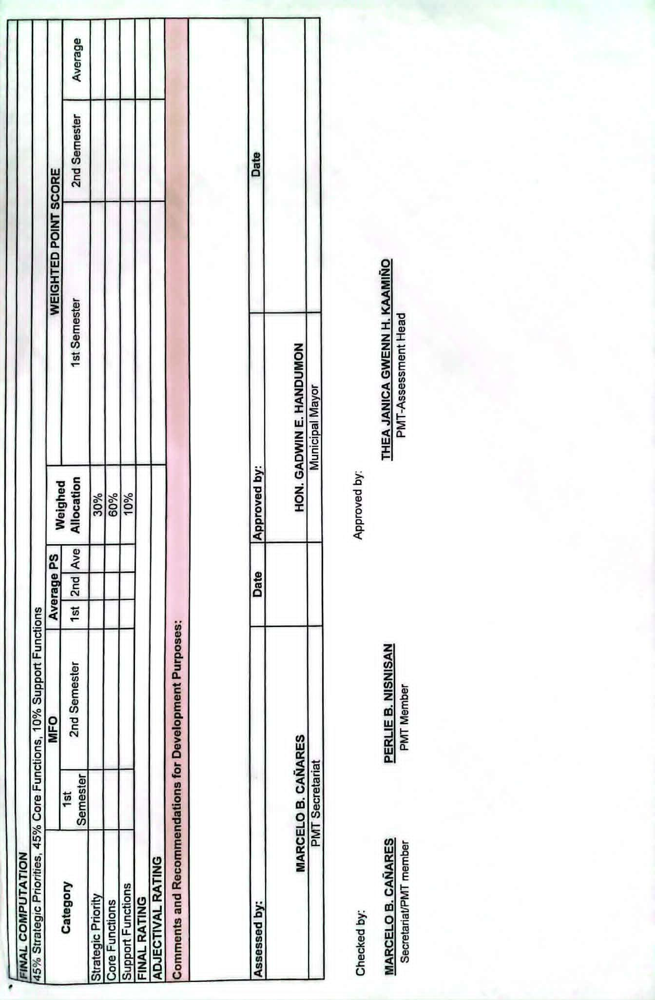 FINAL COMPUTATION
45% Strategic Priorities, 45% Core Functions, 10% Support Functions
Category MFO Average PS Weighed Allocation WEIGHTED POINT SCORE
1st Semester 2nd Semester 1st 2nd Ave 1st Semester 2nd Semester Average
Strategic Priority 30%
Core Functions 60%
Support Functions 10%
FINAL RATING
ADJECTIVAL RATING
Comments and Recommendations for Development Purposes:
Assessed by: Date Approved by: Date
MARCELO B. CAÑARES HON. GADWIN E. HANDUMON
PMT Secretariat Municipal Mayor
Checked by: Approved by:
MARCELO B. CAÑARES PERLIE B. NISNISAN THEA JANICA GWENN H. KAAMIÑO
Secretariat/PMT member PMT Member PMT-Assessment Head